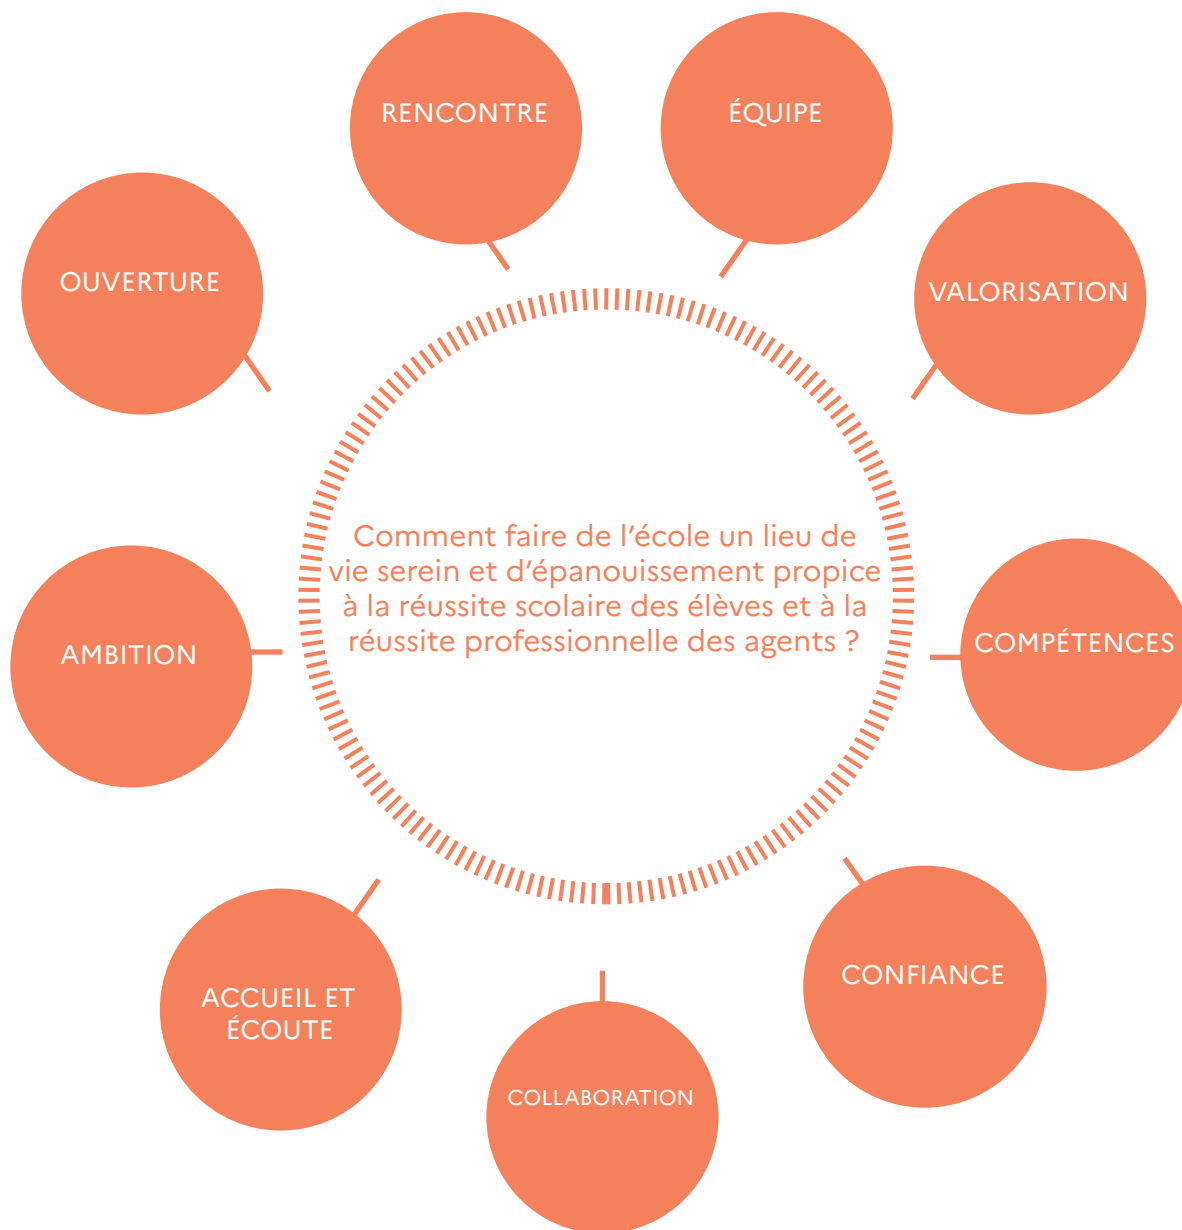 RENCONTRE
ÉQUIPE
OUVERTURE
VALORISATION
Comment faire de l’école un lieu de
vie serein et d’épanouissement propice
à la réussite scolaire des élèves et à la
réussite professionnelle des agents ?
AMBITION
COMPÉTENCES
ACCUEIL ET
ÉCOUTE
CONFIANCE
COLLABORATION